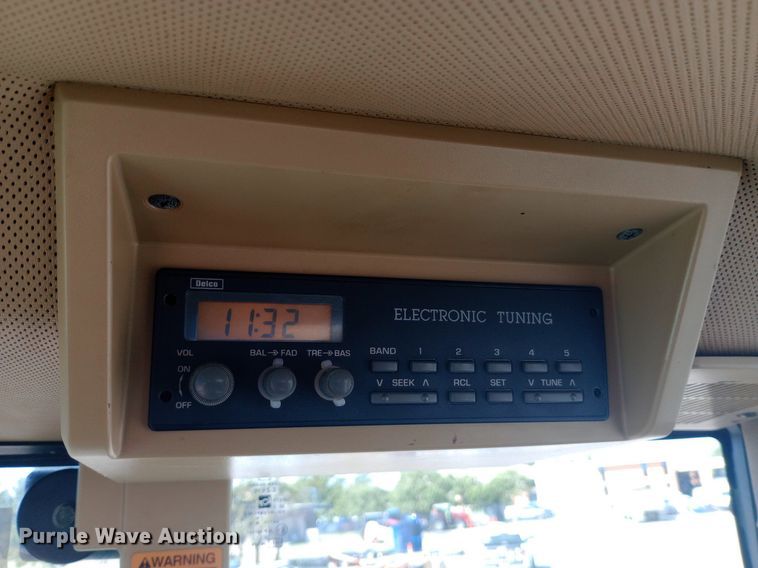 Delco
11:32
ELECTRONIC TUNING
VOL
BAL→FAD
TRE→BAS
BAND 1 2 3 4 5
ON
V SEEK Λ RCL SET V TUNE Λ
OFF
Purple Wave Auction
WARNING